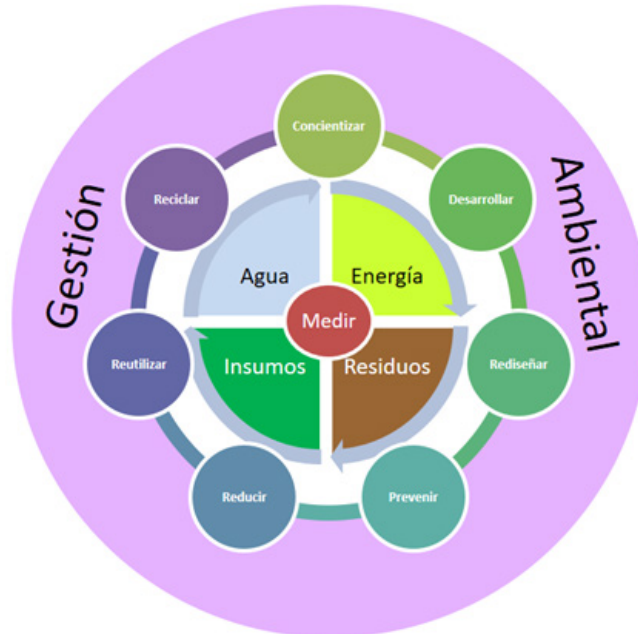 Gestión
Ambiental
Concientizar
Desarrollar
Rediseñar
Prevenir
Reducir
Reutilizar
Reciclar
Agua
Energía
Medir
Insumos
Residuos